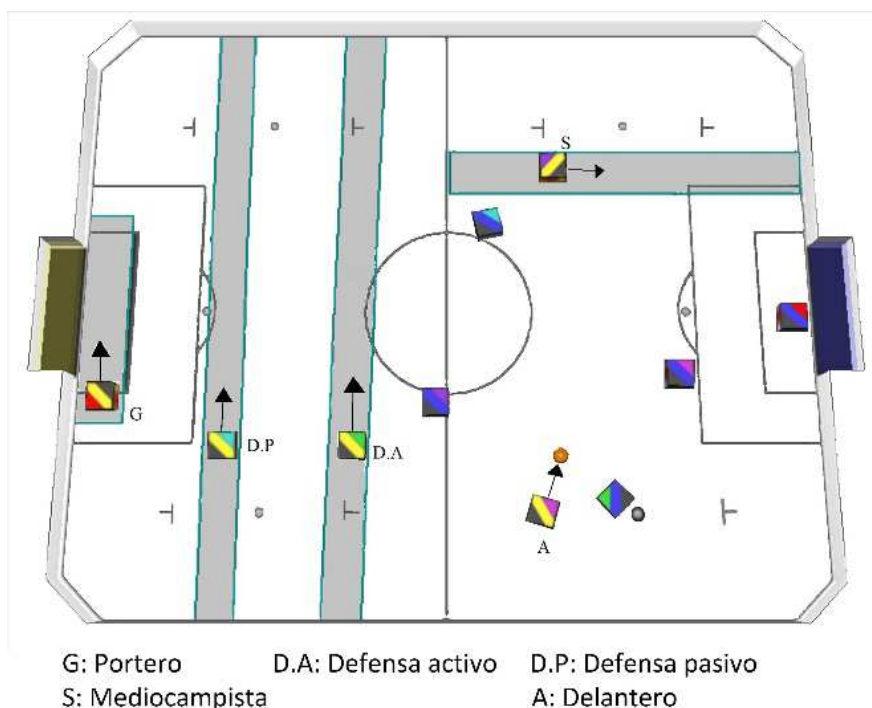 S
G
D.P
D.A
A
G: Portero D.A: Defensa activo D.P: Defensa pasivo
S: Mediocampista A: Delantero